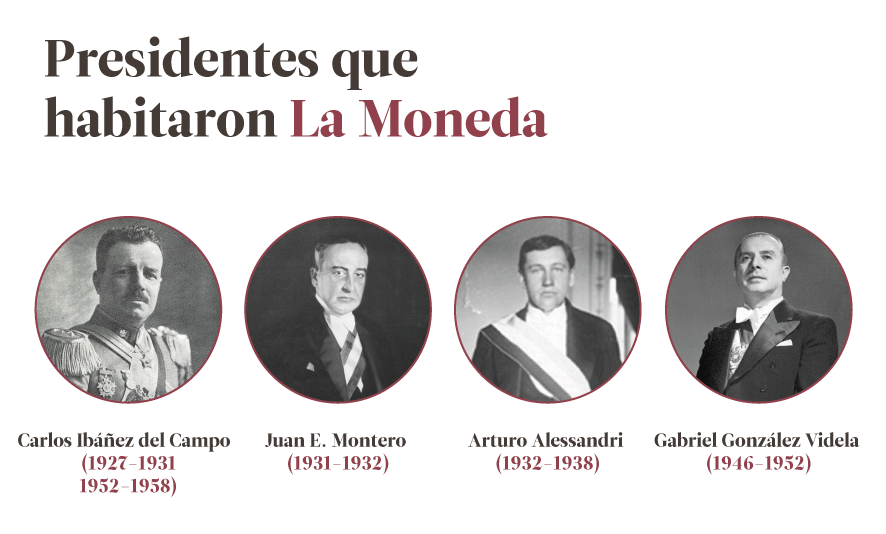 Presidentes que
habitaron La Moneda
Carlos Ibáñez del Campo
(1927-1931
1952-1958)
Juan E. Montero
(1931-1932)
Arturo Alessandri
(1932-1938)
Gabriel González Videla
(1946-1952)